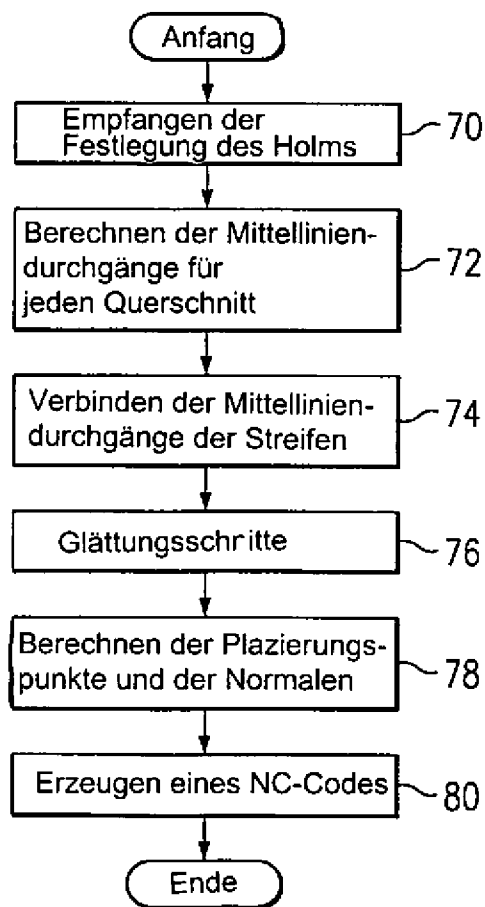 Anfang
Empfangen der
Festlegung des Holms
70
Berechnen der Mittellinien-
durchgänge für
jeden Querschnitt
72
Verbinden der Mittellinien-
durchgänge der Streifen
74
Glättungsschritte
76
Berechnen der Plazierungs-
punkte und der Normalen
78
Erzeugen eines NC-Codes
80
Ende